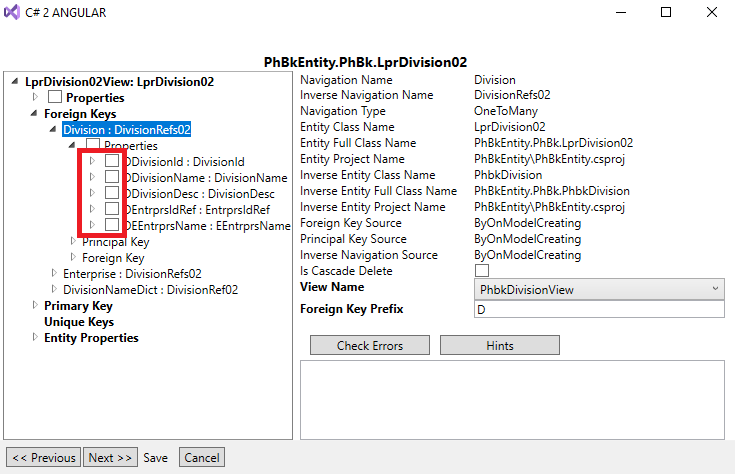 C# 2 ANGULAR
PhBkEntity.PhBk.LprDivision02
LprDivision02View: LprDivision02
Properties
Foreign Keys
Division : DivisionRefs02
Properties
DDivisionId : DivisionId
DDivisionName : DivisionName
DDivisionDesc : DivisionDesc
DEntrprsIdRef : EntrprsIdRef
DEEntrprsName : EEntrprsName
Principal Key
Foreign Key
Enterprise : DivisionRefs02
DivisionNameDict : DivisionRef02
Primary Key
Unique Keys
Entity Properties
Navigation Name Division
Inverse Navigation Name DivisionRefs02
Navigation Type OneToMany
Entity Class Name LprDivision02
Entity Full Class Name PhBkEntity.PhBk.LprDivision02
Entity Project Name PhBkEntity\PhBkEntity.csproj
Inverse Entity Class Name PhbkDivision
Inverse Entity Full Class Name PhBkEntity.PhBk.PhbkDivision
Inverse Entity Project Name PhBkEntity\PhBkEntity.csproj
Foreign Key Source ByOnModelCreating
Principal Key Source ByOnModelCreating
Inverse Navigation Source ByOnModelCreating
Is Cascade Delete
View Name PhbkDivisionView
Foreign Key Prefix D
Check Errors Hints
<< Previous Next >> Save Cancel